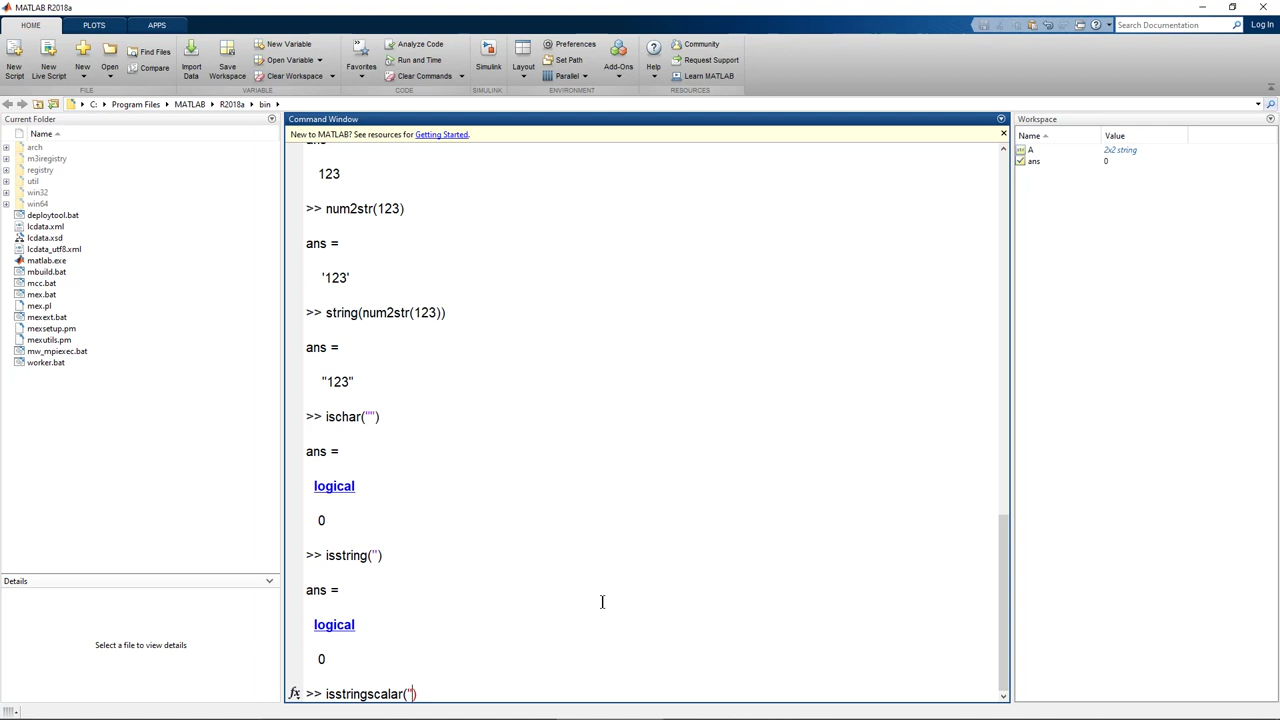 MATLAB R2018a
HOME PLOTS APPS Search Documentation Log In
New Script New Live Script New Open Find Files Compare Import Data Save Workspace New Variable Open Variable Clear Workspace Favorites Analyze Code Run and Time Clear Commands Simulink Layout Preferences Set Path Parallel Add-Ons Help Community Request Support Learn MATLAB
FILE VARIABLE CODE SIMULINK ENVIRONMENT RESOURCES
C: Program Files MATLAB R2018a bin
Current Folder
Name
arch
m3iregistry
registry
util
win32
win64
deploytool.bat
lcdata.xml
lcdata.xsd
lcdata_utf8.xml
matlab.exe
mbuild.bat
mcc.bat
mex.bat
mex.pl
mexext.bat
mexsetup.pm
mexutils.pm
mw_mpiexec.bat
worker.bat
Details
Select a file to view details
Command Window
New to MATLAB? See resources for Getting Started.
123
>> num2str(123)
ans =
'123'
>> string(num2str(123))
ans =
"123"
>> ischar("")
ans =
logical
0
>> isstring('')
ans =
logical
0
fx >> isstringscalar(")
Workspace
Name Value
A 2x2 string
ans 0